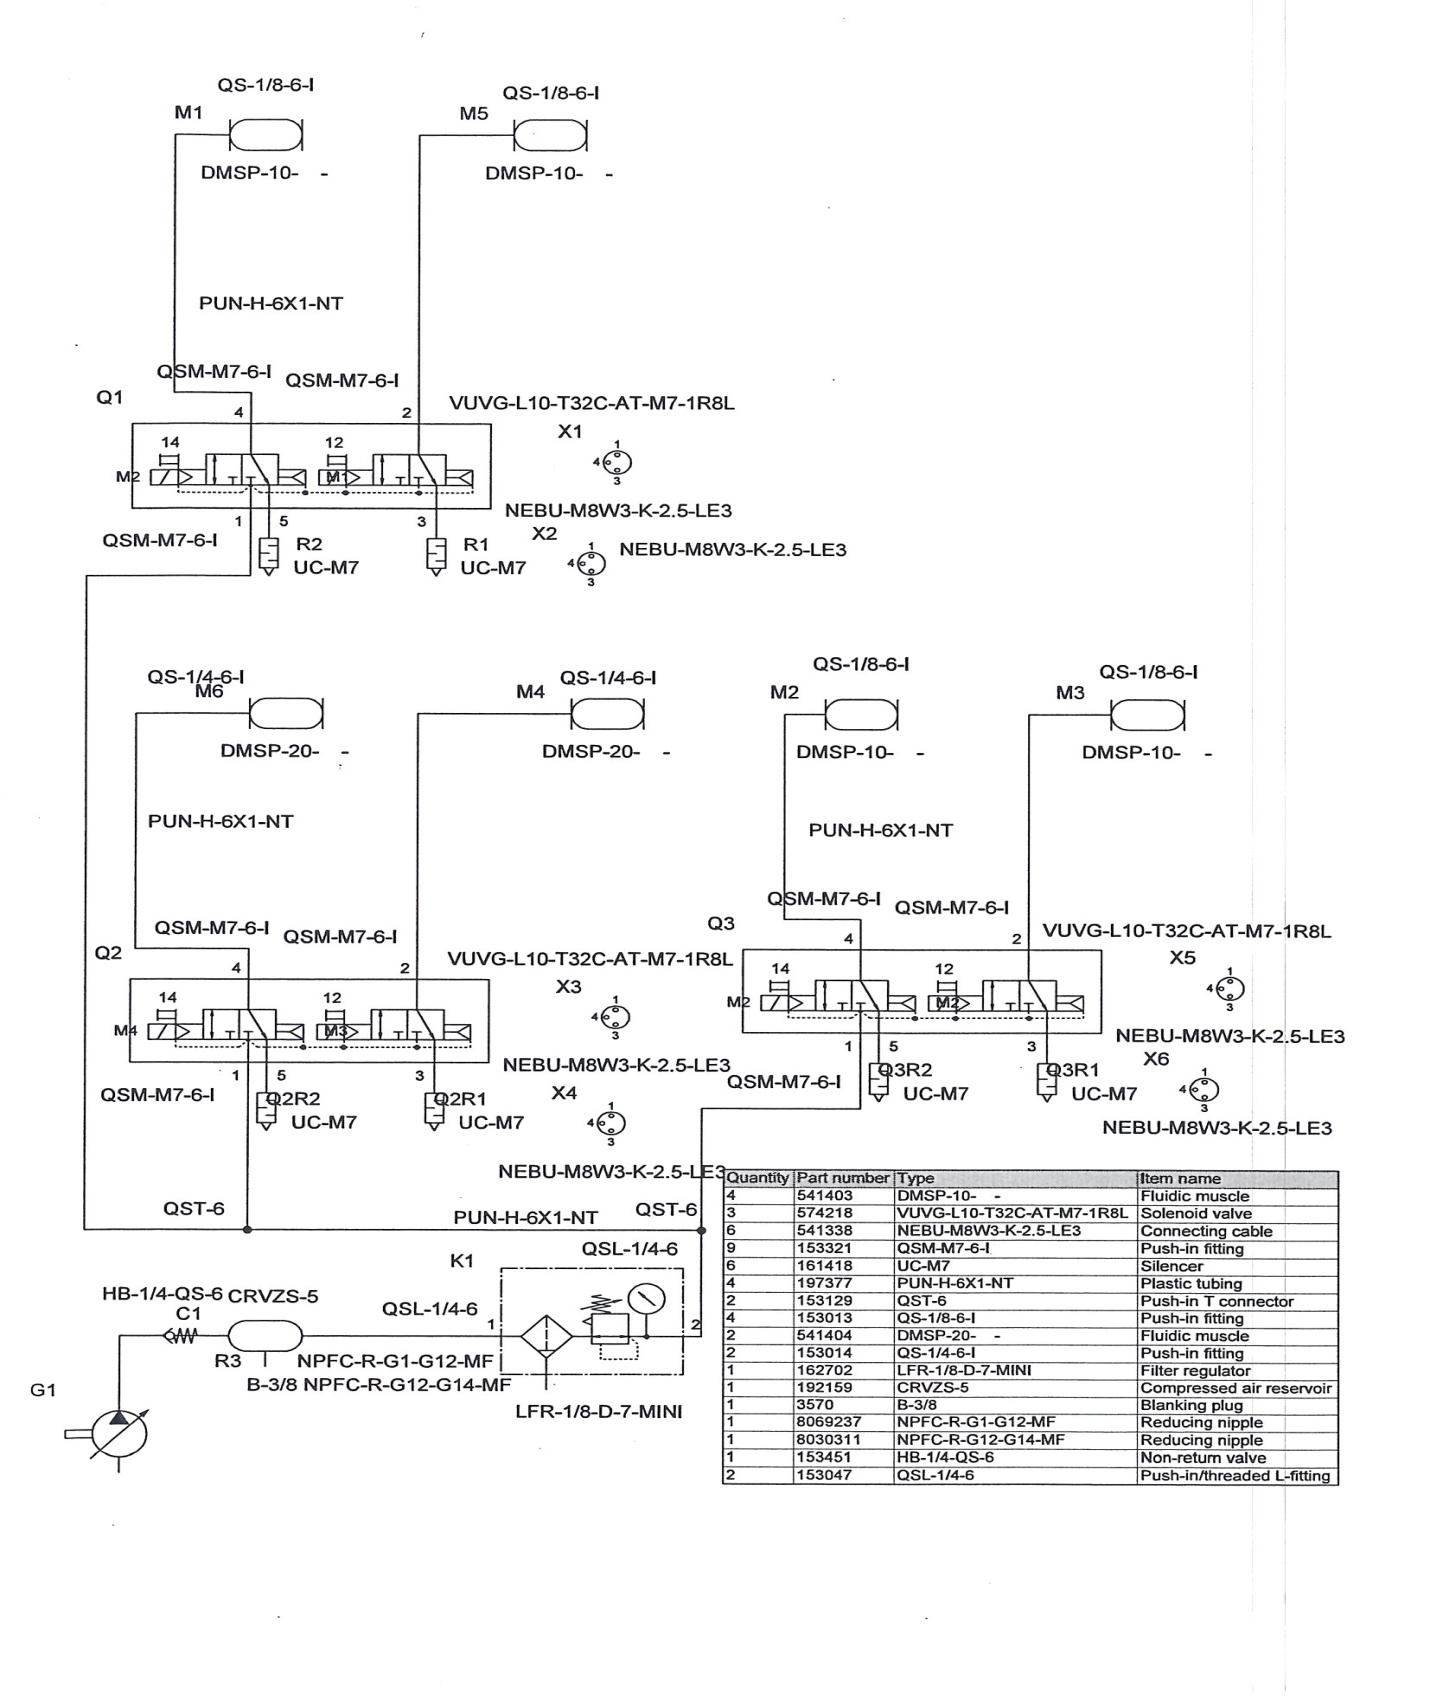 QS-1/8-6-I
QS-1/8-6-I
M1
M5
DMSP-10-   -
DMSP-10-   -
PUN-H-6X1-NT
QSM-M7-6-I
QSM-M7-6-I
Q1
VUVG-L10-T32C-AT-M7-1R8L
4
2
X1
14
12
1
4
3
M2
M1
NEBU-M8W3-K-2.5-LE3
1
5
3
X2
QSM-M7-6-I
R2
R1
1
4
3
NEBU-M8W3-K-2.5-LE3
UC-M7
UC-M7
QS-1/4-6-I
M6
M4
QS-1/4-6-I
M2
QS-1/8-6-I
M3
QS-1/8-6-I
DMSP-20-   -
DMSP-20-   -
DMSP-10-   -
DMSP-10-   -
PUN-H-6X1-NT
PUN-H-6X1-NT
QSM-M7-6-I
QSM-M7-6-I
Q3
QSM-M7-6-I
QSM-M7-6-I
Q2
4
2
VUVG-L10-T32C-AT-M7-1R8L
4
2
VUVG-L10-T32C-AT-M7-1R8L
X5
14
12
1
4
3
X3
14
12
1
4
3
M2
M2
M4
M3
NEBU-M8W3-K-2.5-LE3
X6
1
5
3
NEBU-M8W3-K-2.5-LE3
X4
1
5
3
QSM-M7-6-I
Q3R2
Q3R1
UC-M7
UC-M7
1
4
3
QSM-M7-6-I
Q2R2
Q2R1
UC-M7
UC-M7
1
4
3
NEBU-M8W3-K-2.5-LE3
NEBU-M8W3-K-2.5-LE3
QST-6
PUN-H-6X1-NT
QST-6
K1
QSL-1/4-6
HB-1/4-QS-6
CRVZS-5
C1
QSL-1/4-6
1
2
R3
NPFC-R-G1-G12-MF
B-3/8 NPFC-R-G12-G14-MF
G1
LFR-1/8-D-7-MINI
Quantity Part number Type Item name
4 541403 DMSP-10-   - Fluidic muscle
3 574218 VUVG-L10-T32C-AT-M7-1R8L Solenoid valve
6 541338 NEBU-M8W3-K-2.5-LE3 Connecting cable
9 153321 QSM-M7-6-I Push-in fitting
6 161418 UC-M7 Silencer
4 197377 PUN-H-6X1-NT Plastic tubing
2 153129 QST-6 Push-in T connector
4 153013 QS-1/8-6-I Push-in fitting
2 541404 DMSP-20-   - Fluidic muscle
2 153014 QS-1/4-6-I Push-in fitting
1 162702 LFR-1/8-D-7-MINI Filter regulator
1 192159 CRVZS-5 Compressed air reservoir
1 3570 B-3/8 Blanking plug
1 8069237 NPFC-R-G1-G12-MF Reducing nipple
1 8030311 NPFC-R-G12-G14-MF Reducing nipple
1 153451 HB-1/4-QS-6 Non-return valve
2 153047 QSL-1/4-6 Push-in/threaded L-fitting